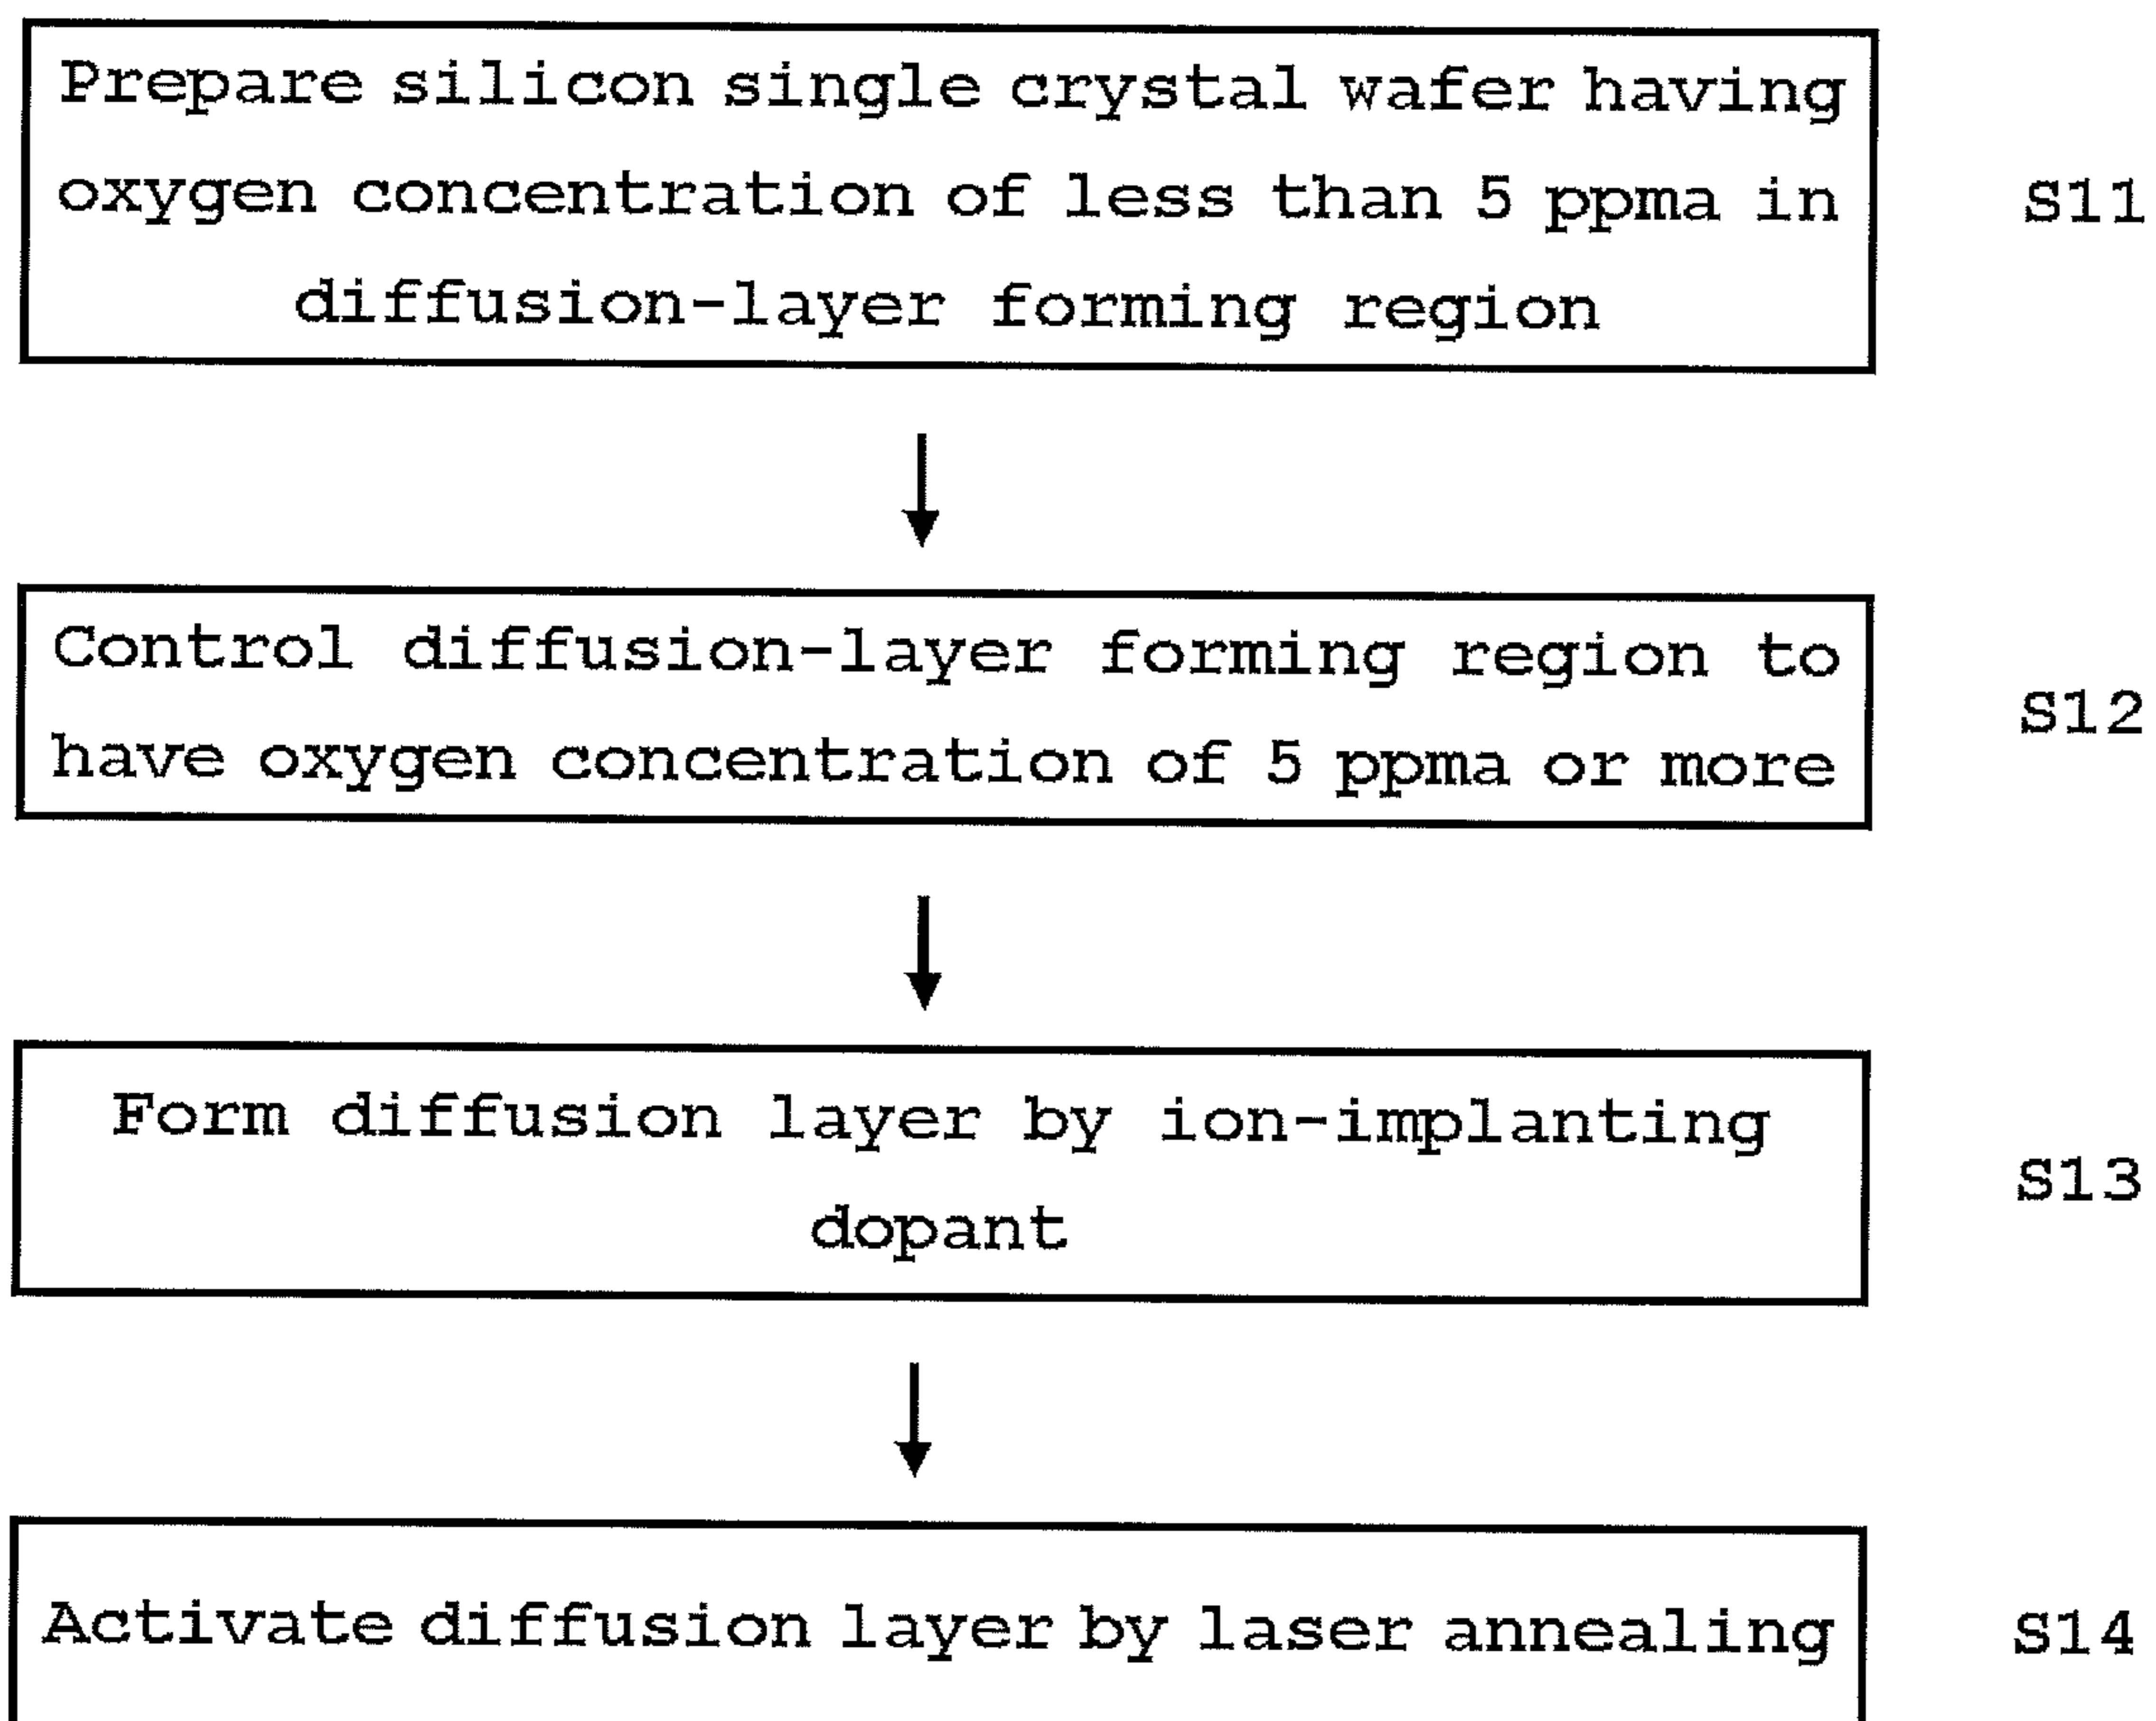 Prepare silicon single crystal wafer having
oxygen concentration of less than 5 ppma in
diffusion-layer forming region
S11
Control diffusion-layer forming region to
have oxygen concentration of 5 ppma or more
S12
Form diffusion layer by ion-implanting
dopant
S13
Activate diffusion layer by laser annealing
S14